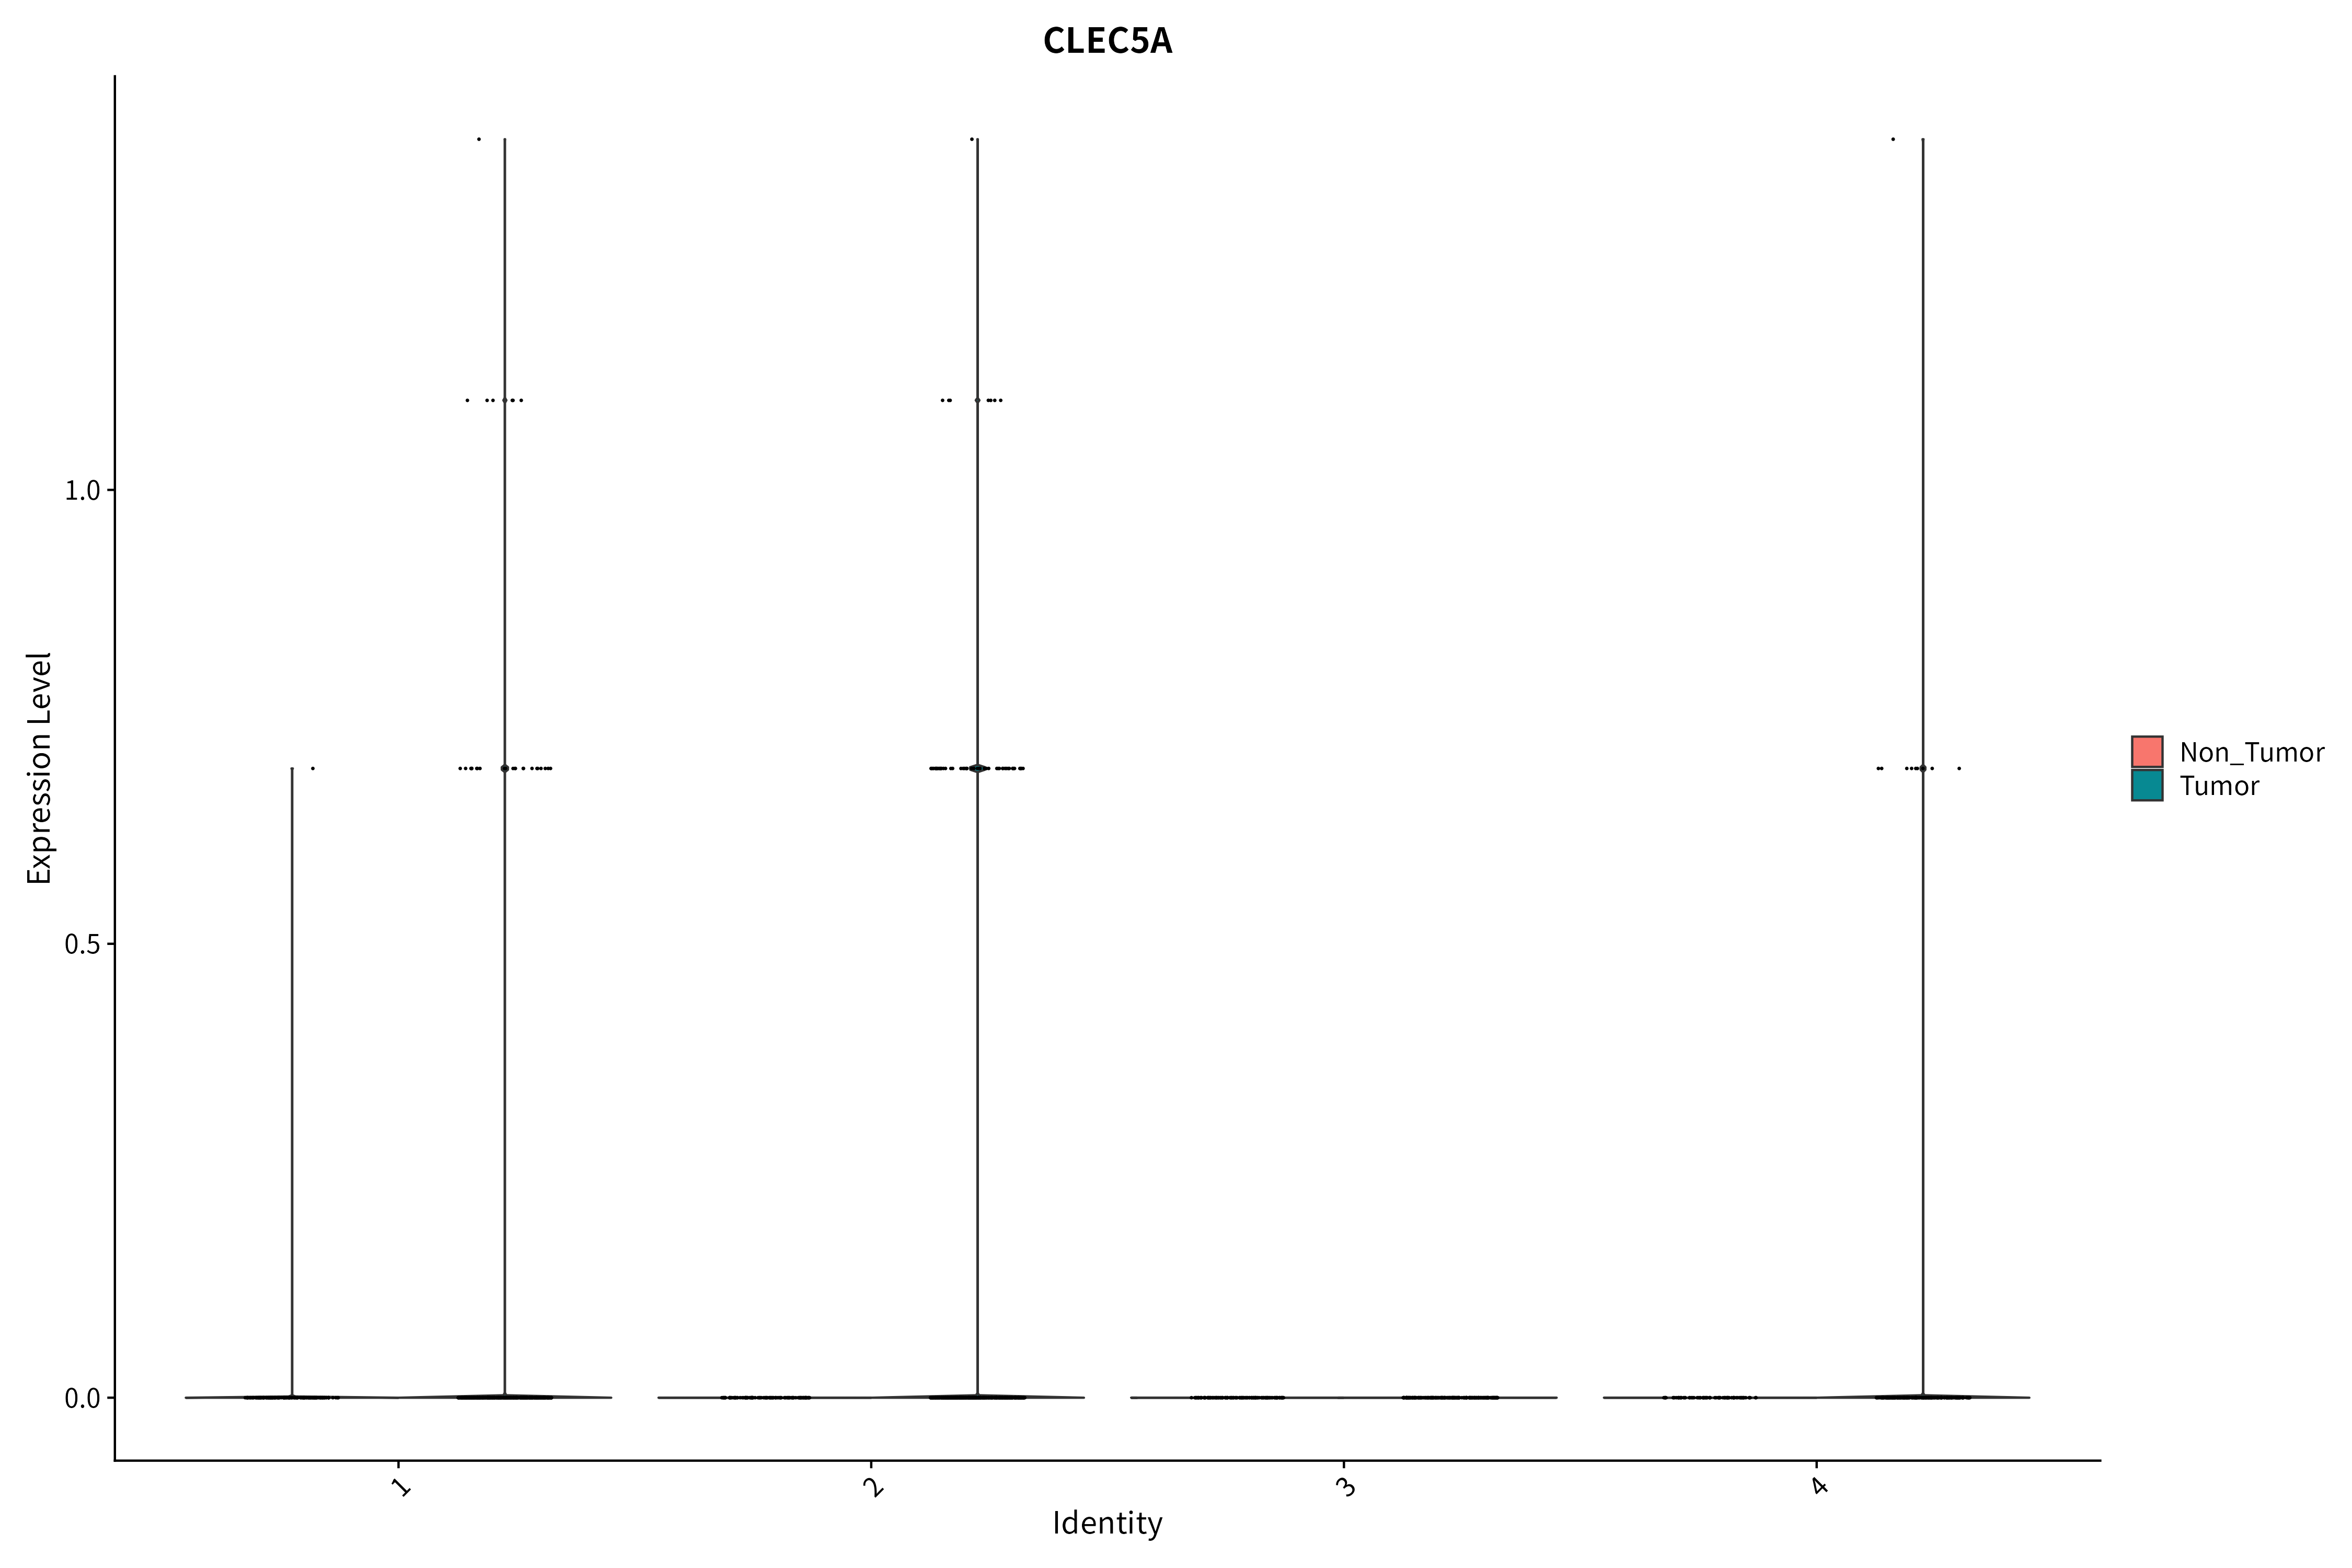 CLEC5A
Expression Level
1.0
0.5
0.0
1
2
3
4
Identity
Non_Tumor
Tumor